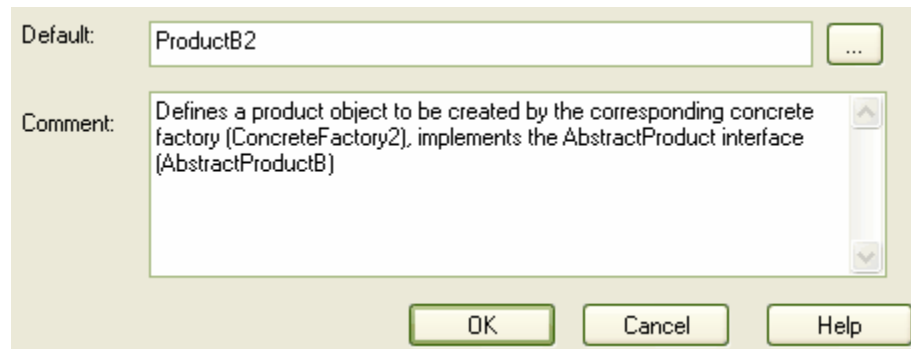 Default:
ProductB2
...
Comment:
Defines a product object to be created by the corresponding concrete
factory (ConcreteFactory2), implements the AbstractProduct interface
(AbstractProductB)
OK
Cancel
Help